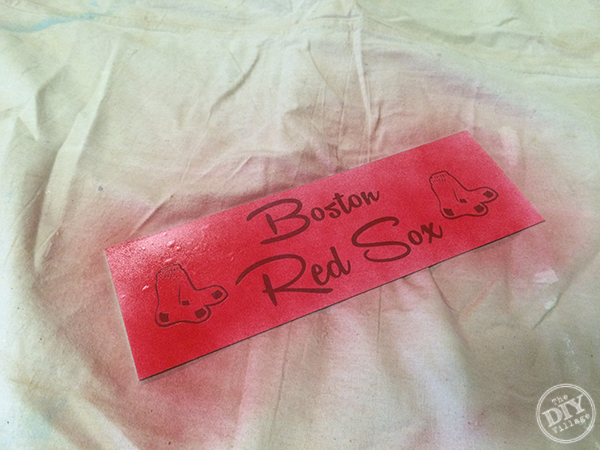 Boston
Red Sox
The
DIY
Village